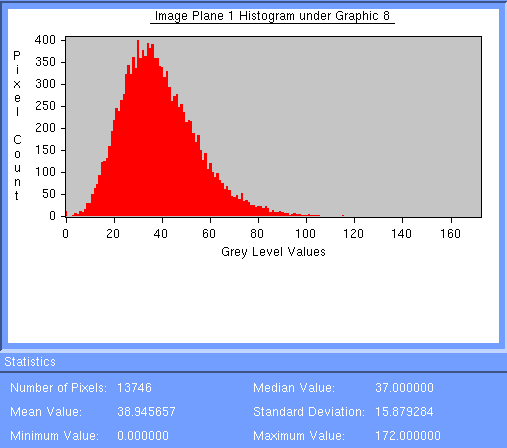 Image Plane 1 Histogram under Graphic 8
Pixel Count
400
350
300
250
200
150
100
50
0
0 20 40 60 80 100 120 140 160
Grey Level Values
Statistics
Number of Pixels: 13746 Median Value: 37.000000
Mean Value: 38.945657 Standard Deviation: 15.879284
Minimum Value: 0.000000 Maximum Value: 172.000000